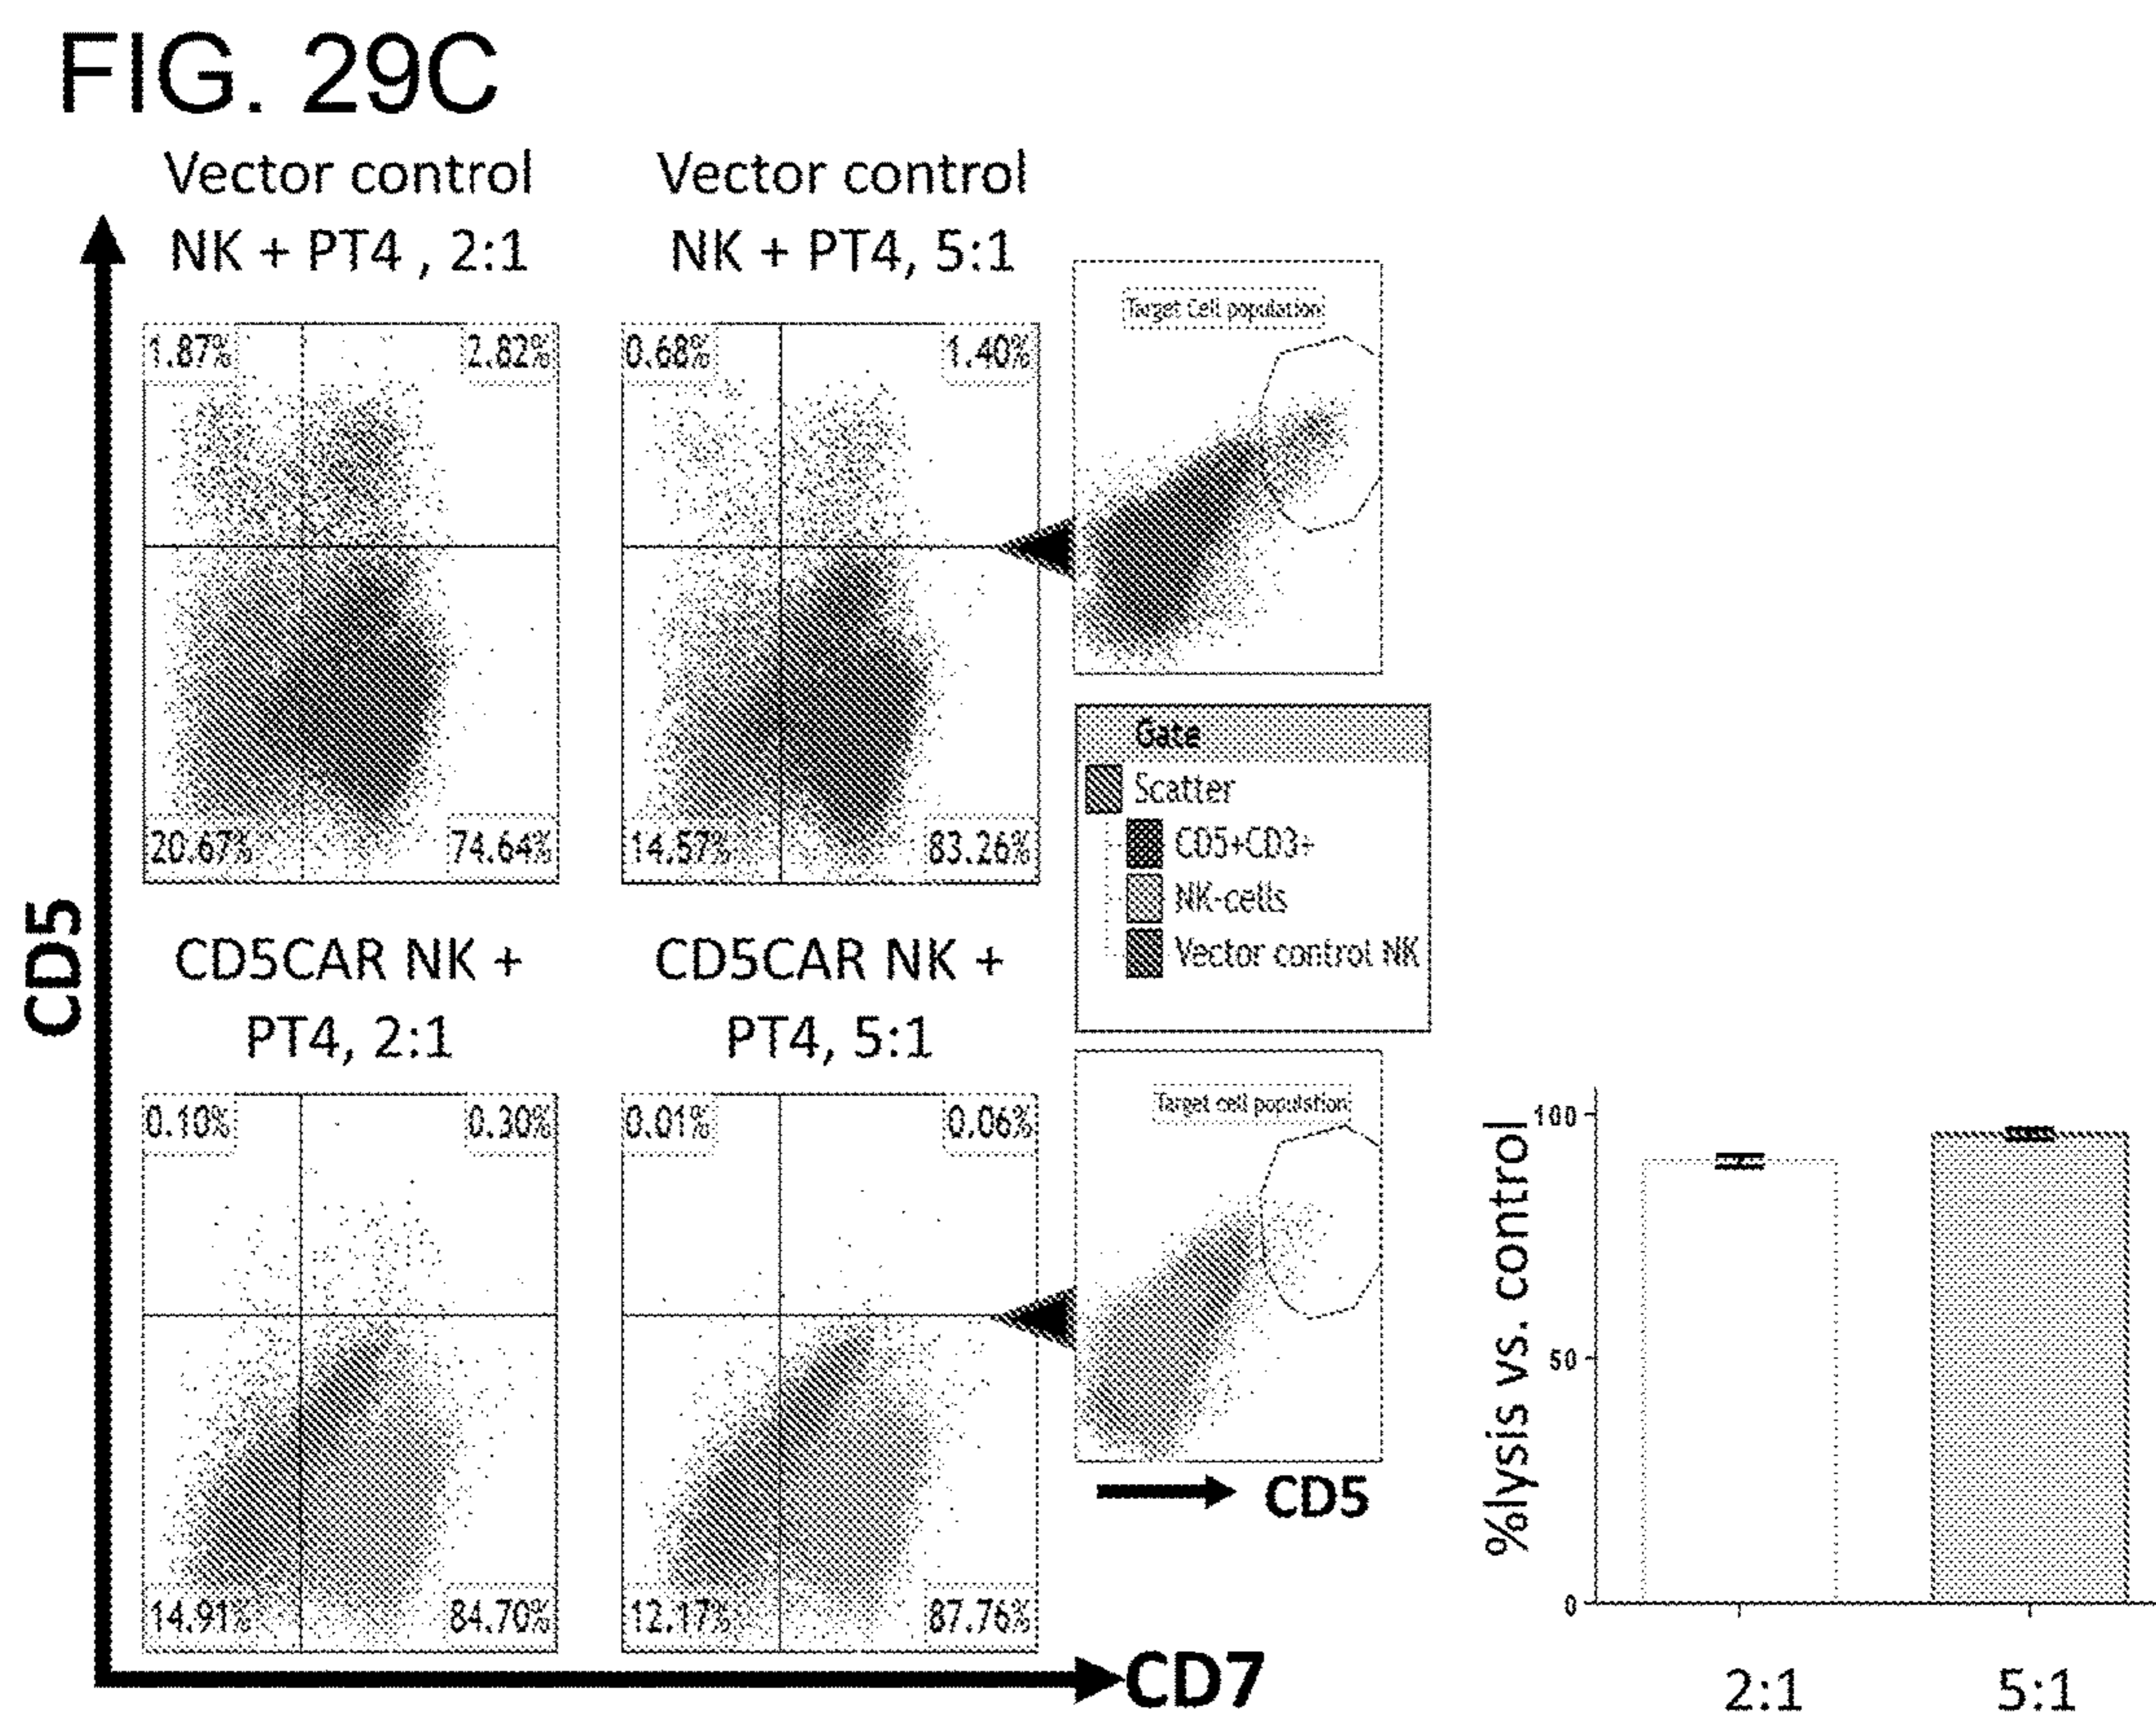 FIG. 29C
Vector control
NK + PT4 , 2:1
Vector control
NK + PT4, 5:1
1.87%
2.82%
20.67%
74.64%
0.68%
1.40%
14.57%
83.26%
Target Cell population
Gate
Scatter
CD5+CD3+
NK-cells
Vector control NK
CD5
CD5CAR NK +
PT4, 2:1
CD5CAR NK +
PT4, 5:1
0.10%
0.30%
14.91%
84.70%
0.01%
0.06%
12.17%
87.76%
Target cell population
CD5
CD7
%lysis vs. control
100
50
0
2:1
5:1